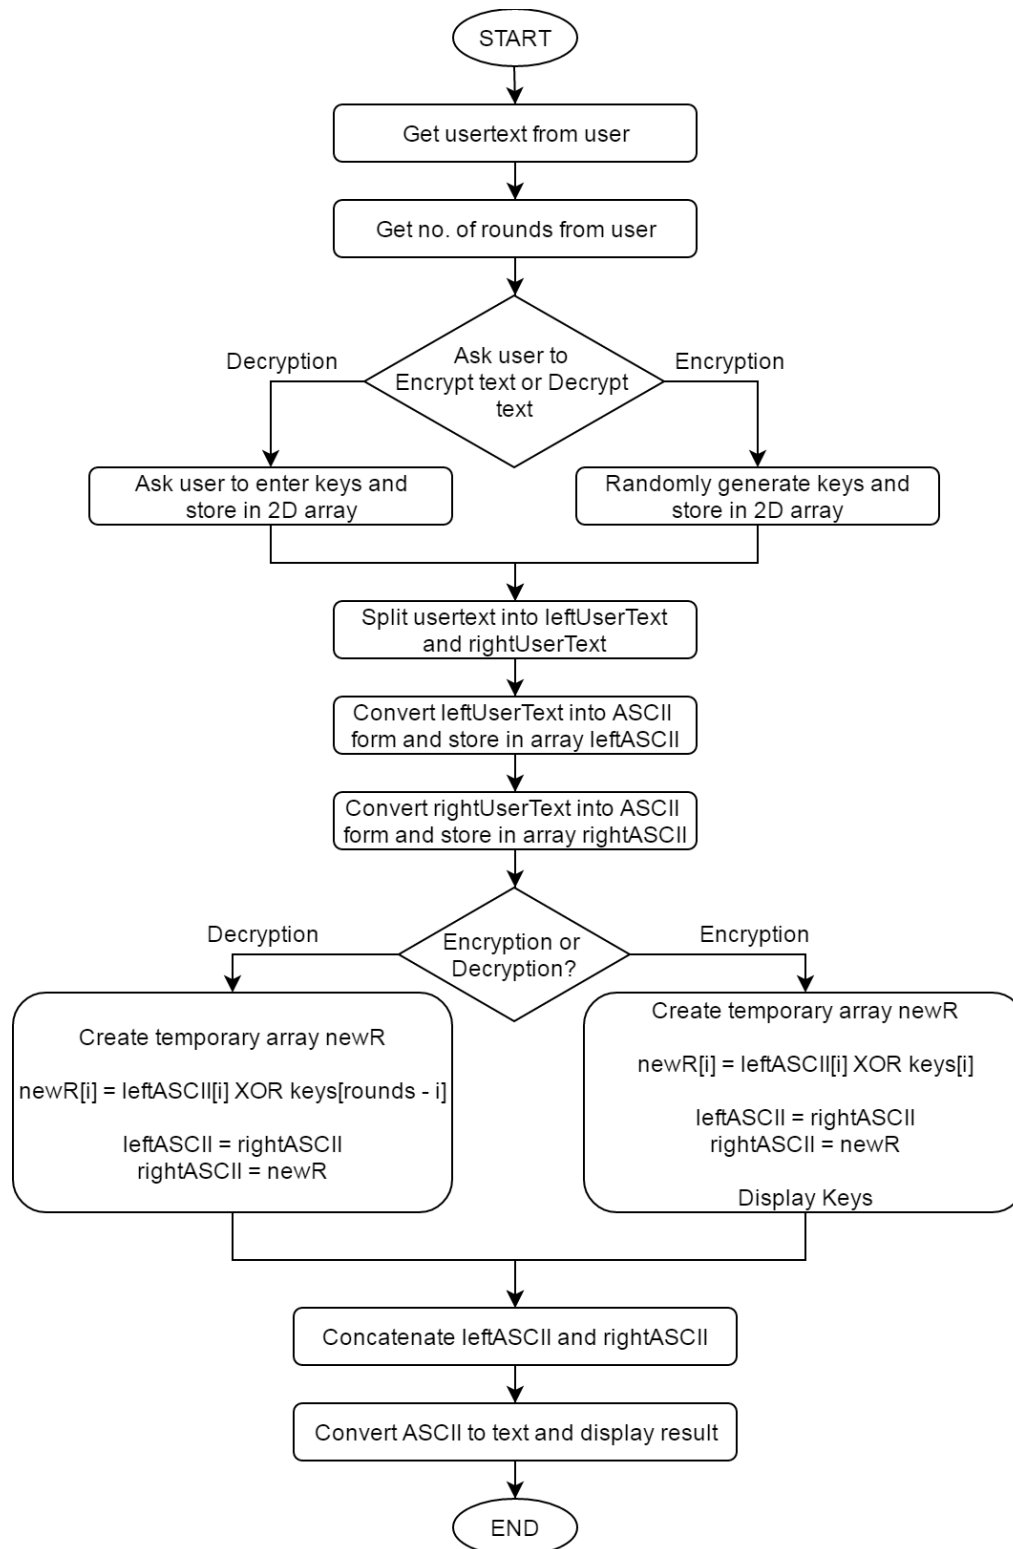 START
Get usertext from user
Get no. of rounds from user
Ask user to
Encrypt text or Decrypt
text
Decryption
Encryption
Ask user to enter keys and
store in 2D array
Randomly generate keys and
store in 2D array
Split usertext into leftUserText
and rightUserText
Convert leftUserText into ASCII
form and store in array leftASCII
Convert rightUserText into ASCII
form and store in array rightASCII
Encryption or
Decryption?
Decryption
Encryption
Create temporary array newR
newR[i] = leftASCII[i] XOR keys[rounds - i]
leftASCII = rightASCII
rightASCII = newR
Create temporary array newR
newR[i] = leftASCII[i] XOR keys[i]
leftASCII = rightASCII
rightASCII = newR
Display Keys
Concatenate leftASCII and rightASCII
Convert ASCII to text and display result
END